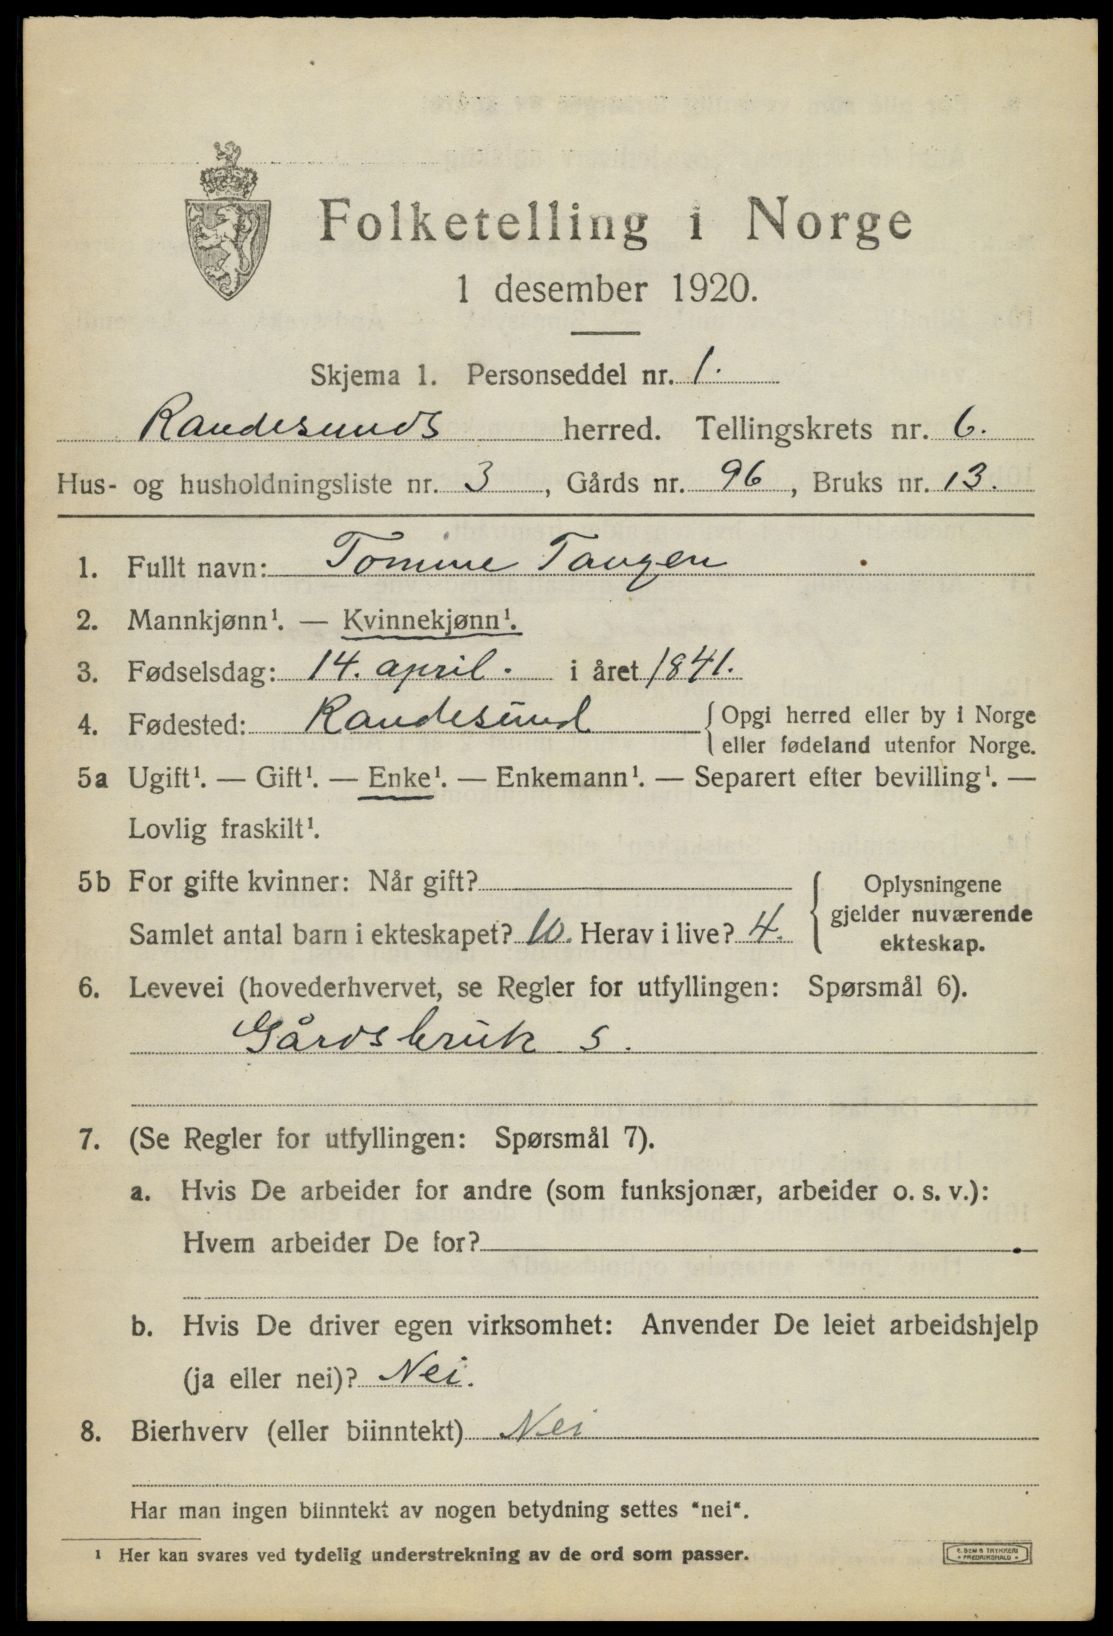 Folketelling i Norge
1 desember 1920.
Skjema 1. Personseddel nr. 1.
Randesunds herred. Tellingskrets nr. 6.
Hus- og husholdningsliste nr. 3, Gårds nr. 96, Bruks nr. 13.
1. Fullt navn: Tomine Tangen
2. Mannkjønn¹. — Kvinnekjønn¹.
3. Fødselsdag: 14. april. i året 1841.
4. Fødested: Randesund { Opgi herred eller by i Norge
eller fødeland utenfor Norge.
5a Ugift¹. — Gift¹. — Enke¹. — Enkemann¹. — Separert efter bevilling¹. —
Lovlig fraskilt¹.
5b For gifte kvinner: Når gift? { Oplysningene
gjelder nuværende
ekteskap.
Samlet antal barn i ekteskapet? 10. Herav i live? 4.
6. Levevei (hovederhvervet, se Regler for utfyllingen: Spørsmål 6).
Gårdsbruk s.
7. (Se Regler for utfyllingen: Spørsmål 7).
a. Hvis De arbeider for andre (som funksjonær, arbeider o. s. v.):
Hvem arbeider De for?
b. Hvis De driver egen virksomhet: Anvender De leiet arbeidshjelp
(ja eller nei)? Nei.
8. Bierhverv (eller biinntekt) Nei
Har man ingen biinntekt av nogen betydning settes "nei".
¹ Her kan svares ved tydelig understrekning av de ord som passer.